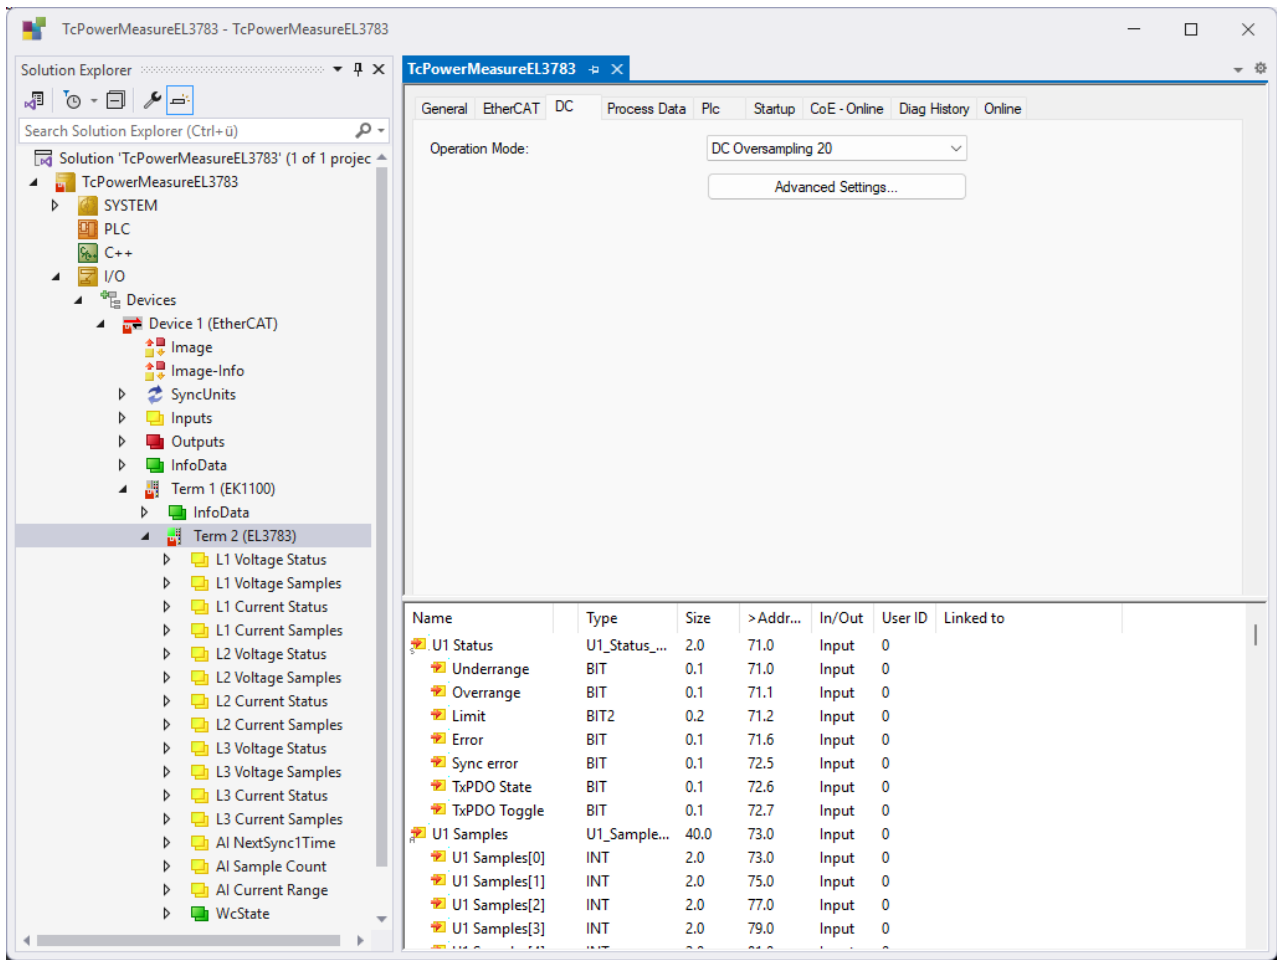 TcPowerMeasureEL3783 - TcPowerMeasureEL3783
Solution Explorer
Search Solution Explorer (Ctrl+ü)
Solution 'TcPowerMeasureEL3783' (1 of 1 projec
TcPowerMeasureEL3783
SYSTEM
PLC
C++
I/O
Devices
Device 1 (EtherCAT)
Image
Image-Info
SyncUnits
Inputs
Outputs
InfoData
Term 1 (EK1100)
InfoData
Term 2 (EL3783)
L1 Voltage Status
L1 Voltage Samples
L1 Current Status
L1 Current Samples
L2 Voltage Status
L2 Voltage Samples
L2 Current Status
L2 Current Samples
L3 Voltage Status
L3 Voltage Samples
L3 Current Status
L3 Current Samples
AI NextSync1Time
AI Sample Count
AI Current Range
WcState
TcPowerMeasureEL3783
General EtherCAT DC Process Data Plc Startup CoE - Online Diag History Online
Operation Mode: DC Oversampling 20
Advanced Settings...
Name Type Size >Addr... In/Out User ID Linked to
U1 Status U1_Status_... 2.0 71.0 Input 0
Underrange BIT 0.1 71.0 Input 0
Overrange BIT 0.1 71.1 Input 0
Limit BIT2 0.2 71.2 Input 0
Error BIT 0.1 71.6 Input 0
Sync error BIT 0.1 72.5 Input 0
TxPDO State BIT 0.1 72.6 Input 0
TxPDO Toggle BIT 0.1 72.7 Input 0
U1 Samples U1_Sample... 40.0 73.0 Input 0
U1 Samples[0] INT 2.0 73.0 Input 0
U1 Samples[1] INT 2.0 75.0 Input 0
U1 Samples[2] INT 2.0 77.0 Input 0
U1 Samples[3] INT 2.0 79.0 Input 0